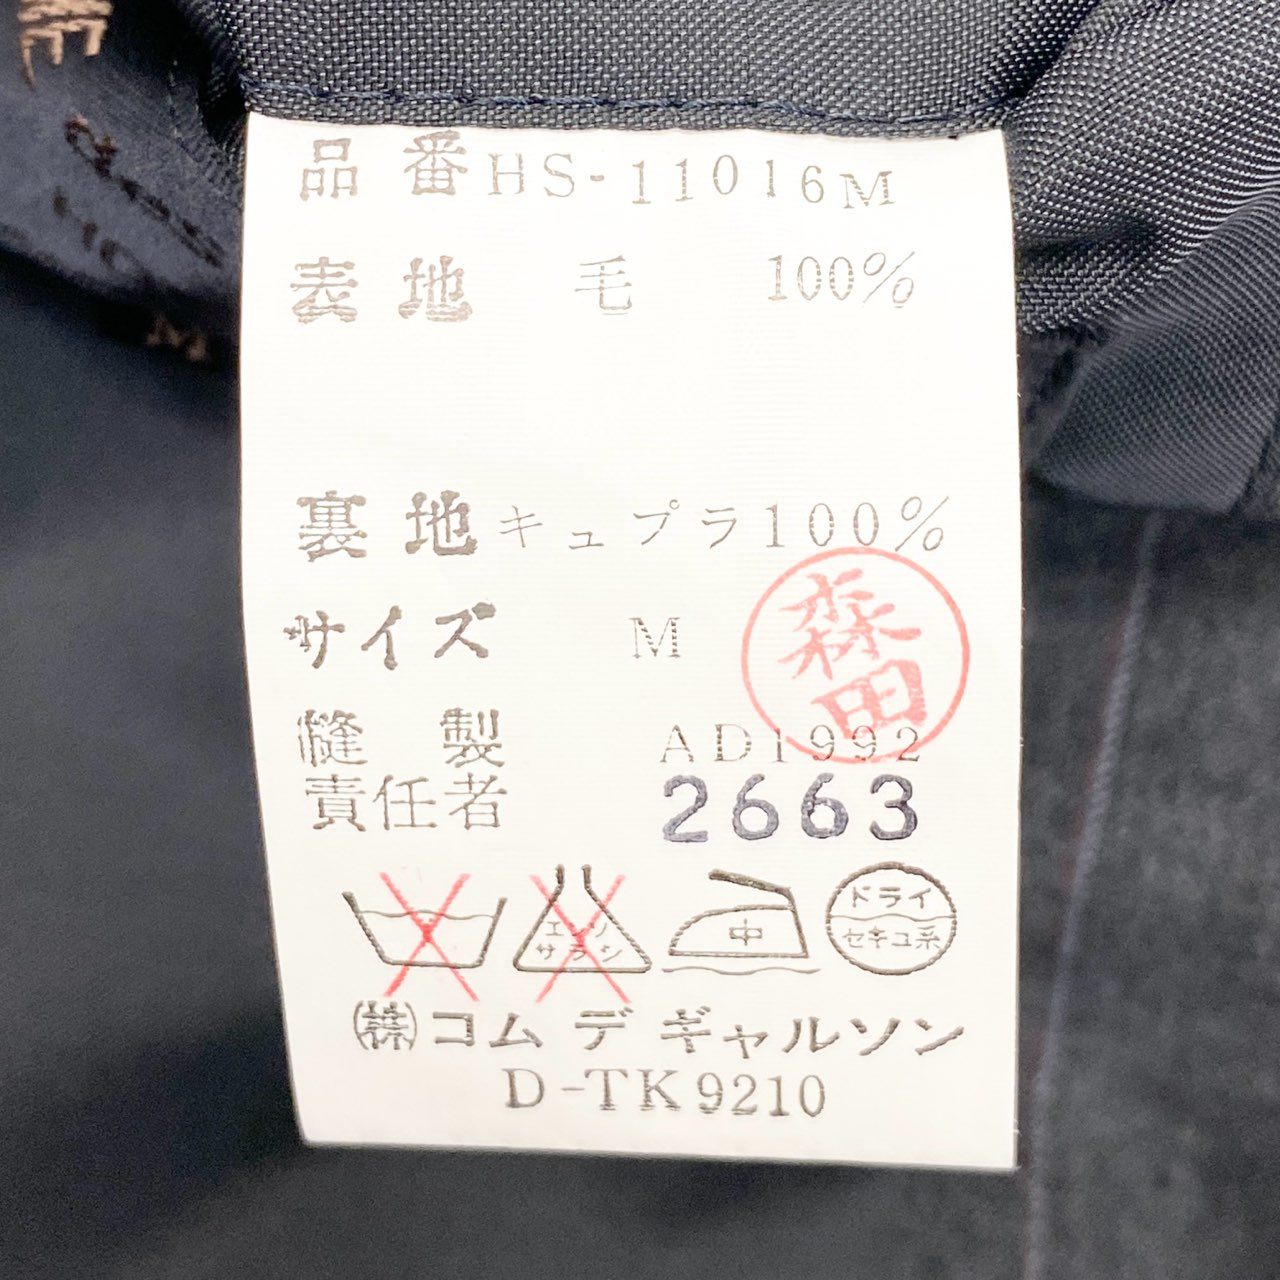 品番HS-11016M
表地 毛 100%
裏地キュプラ100%
サイズ M
森田
縫製 AD1992
責任者 2663
エンソ
サラシ
中
ドライ
セキユ系
㈱コム デ ギャルソン
D-TK9210
M